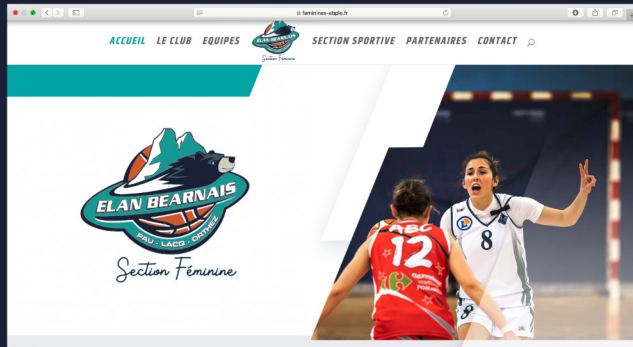 feminines-ebplo.fr
ACCUEIL LE CLUB EQUIPES ELAN BEARNAIS Section Féminine SECTION SPORTIVE PARTENAIRES CONTACT
ELAN BEARNAIS
PAU - LACQ - ORTHEZ
Section Féminine
ABC
12
8